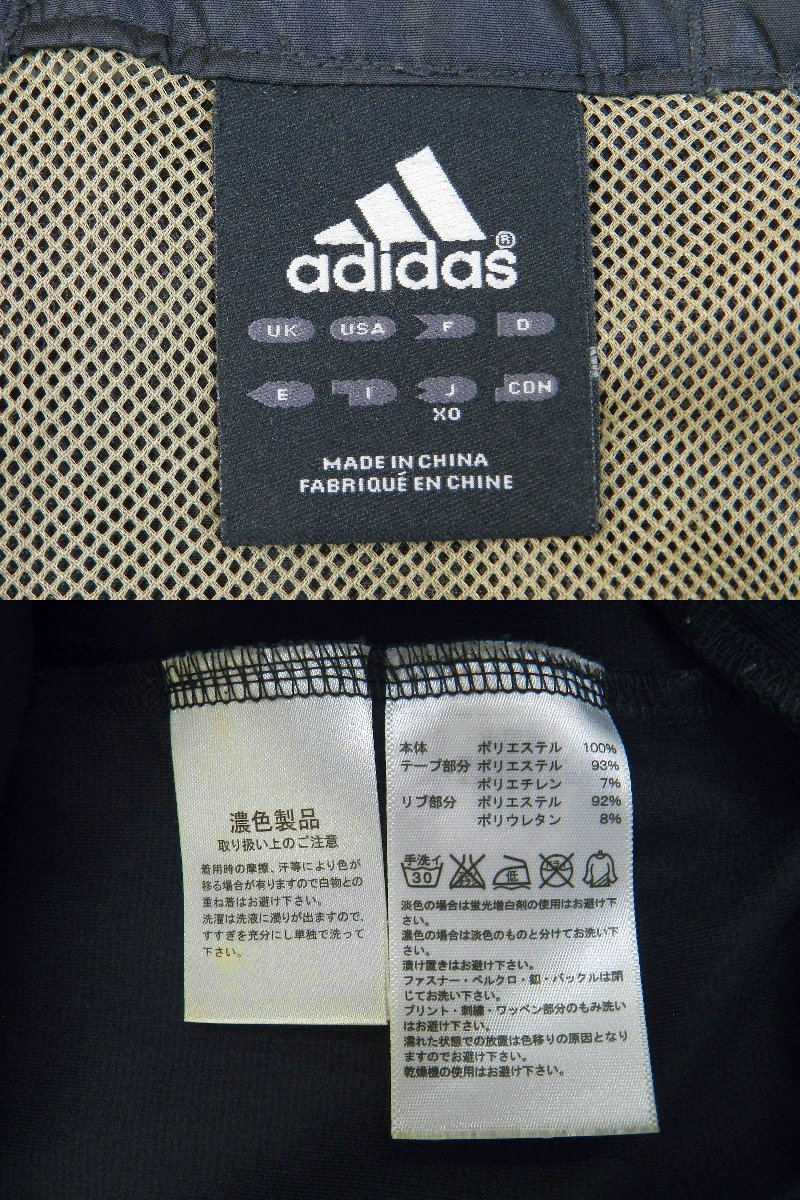 adidas®
UK USA F D
E I J CDN
XO
MADE IN CHINA
FABRIQUÉ EN CHINE
濃色製品
取り扱い上のご注意
着用時の摩擦、汗等により色が
移る場合が有りますので白物との
重ね着はお避け下さい。
洗濯は洗液に濁りが出ますので、
すすぎを充分にし単独で洗って
下さい。
本体 ポリエステル 100%
テープ部分 ポリエステル 93%
ポリエチレン 7%
リブ部分 ポリエステル 92%
ポリウレタン 8%
手洗イ
30 低
淡色の場合は蛍光増白剤の使用はお避け下
さい。
濃色の場合は淡色のものと分けてお洗い下
さい。
漬け置きはお避け下さい。
ファスナー・ベルクロ・釦・バックルは閉
じてお洗い下さい。
プリント・刺繍・ワッペン部分のもみ洗い
はお避け下さい。
濡れた状態での放置は色移りの原因となり
ますのでお避け下さい。
乾燥機の使用はお避け下さい。